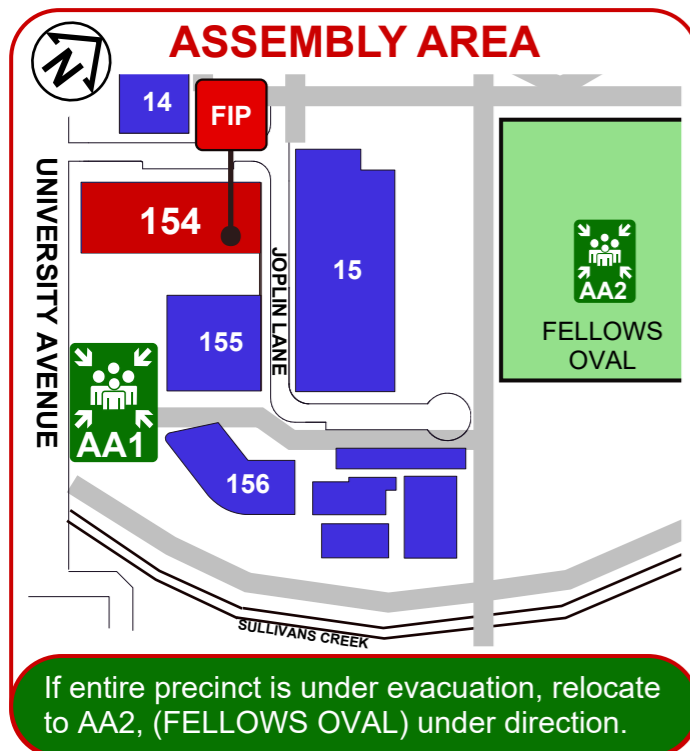 ASSEMBLY AREA
N
14
FIP
154
UNIVERSITY AVENUE
JOPLIN LANE
15
AA2
FELLOWS
OVAL
155
AA1
156
SULLIVANS CREEK
If entire precinct is under evacuation, relocate
to AA2, (FELLOWS OVAL) under direction.